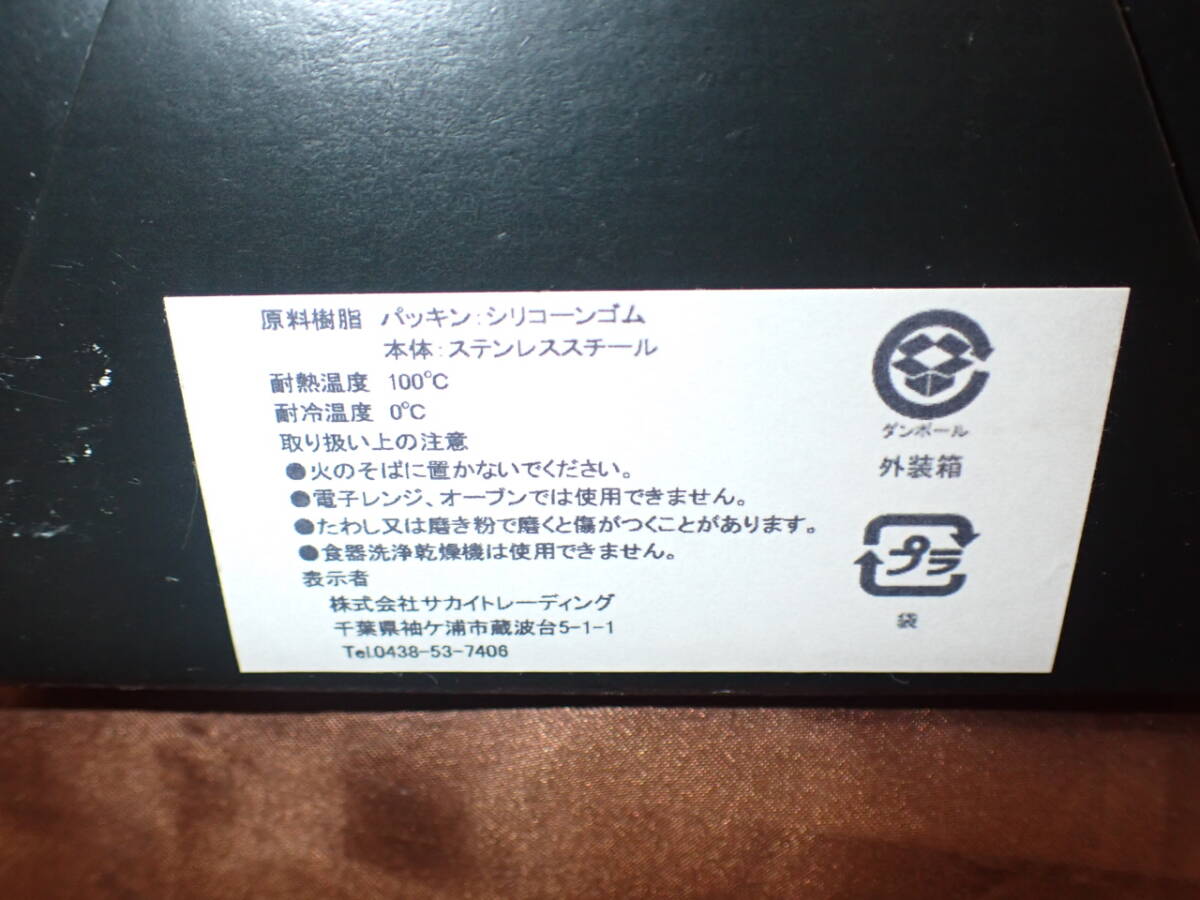 原料樹脂 パッキン:シリコーンゴム
本体:ステンレススチール
耐熱温度 100℃
耐冷温度 0℃
取り扱い上の注意
●火のそばに置かないでください。
●電子レンジ、オーブンでは使用できません。
●たわし又は磨き粉で磨くと傷がつくことがあります。
●食器洗浄乾燥機は使用できません。
表示者
株式会社サカイトレーディング
千葉県袖ケ浦市蔵波台5-1-1
Tel.0438-53-7406
ダンボール
外装箱
プラ
袋